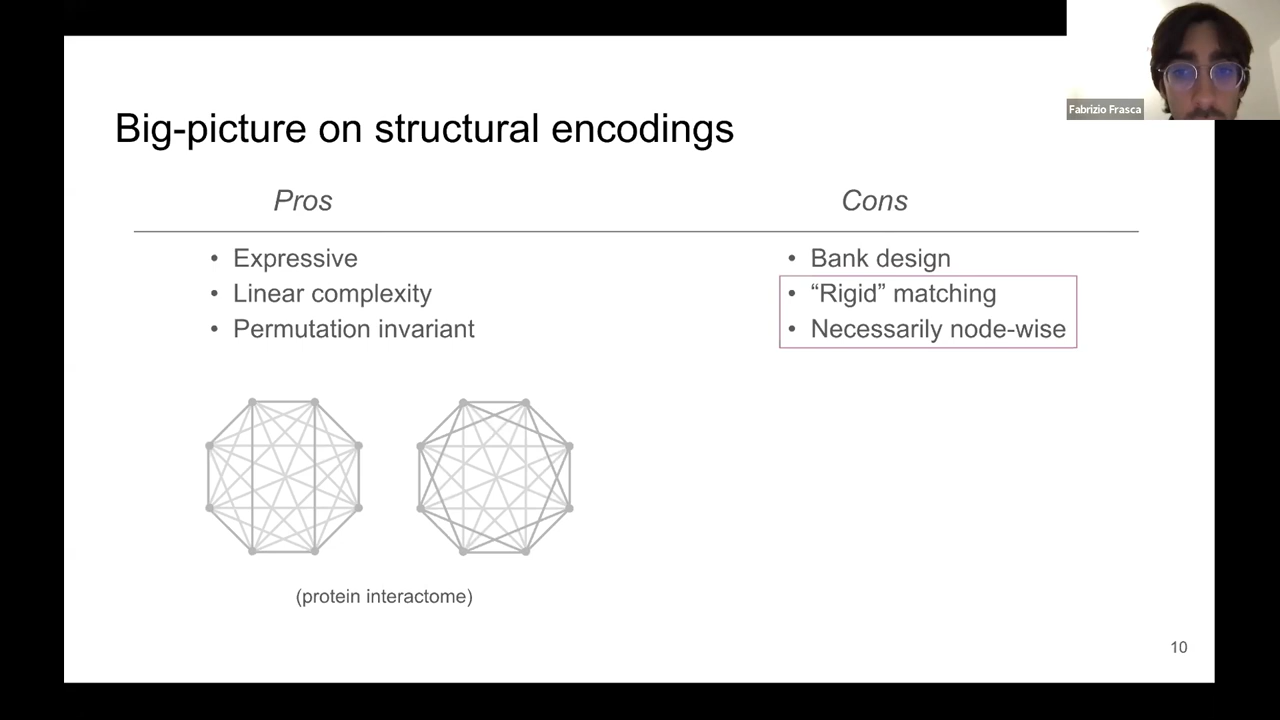 Fabrizio Frasca
Big-picture on structural encodings
Pros
Cons
• Expressive
• Linear complexity
• Permutation invariant
• Bank design
• “Rigid” matching
• Necessarily node-wise
(protein interactome)
10